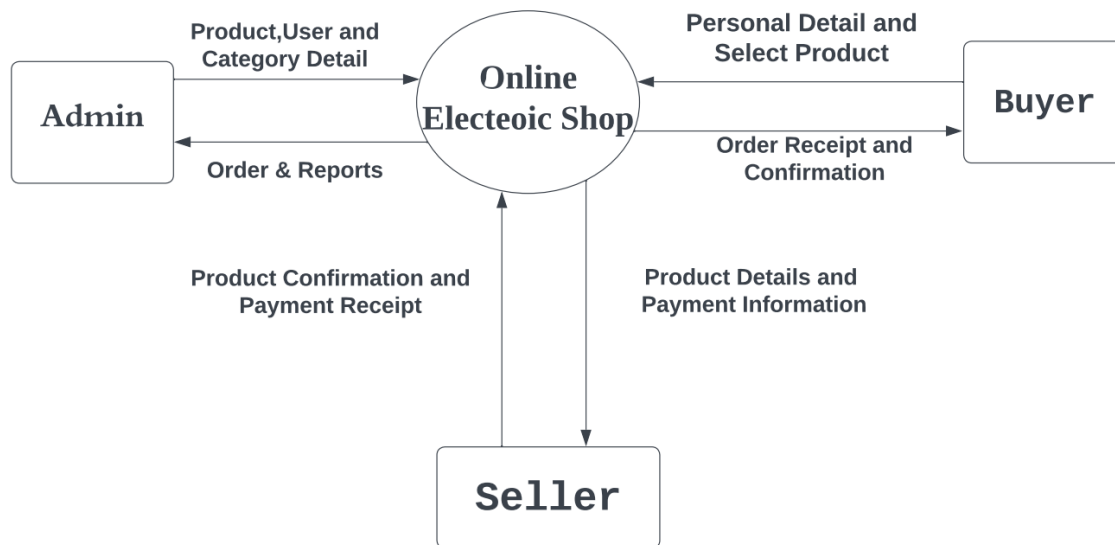 Product,User and
Category Detail
Personal Detail and
Select Product
Online
Electeoic Shop
Admin
Buyer
Order & Reports
Order Receipt and
Confirmation
Product Confirmation and
Payment Receipt
Product Details and
Payment Information
Seller